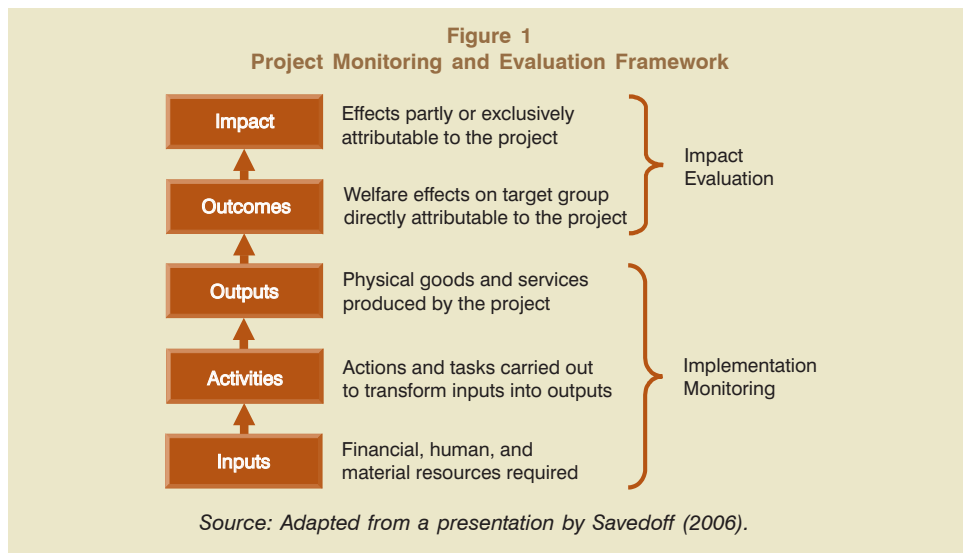 Figure 1
Project Monitoring and Evaluation Framework
Impact
Effects partly or exclusively
attributable to the project
Impact
Evaluation
Outcomes
Welfare effects on target group
directly attributable to the project
Outputs
Physical goods and services
produced by the project
Activities
Actions and tasks carried out
to transform inputs into outputs
Implementation
Monitoring
Inputs
Financial, human, and
material resources required
Source: Adapted from a presentation by Savedoff (2006).